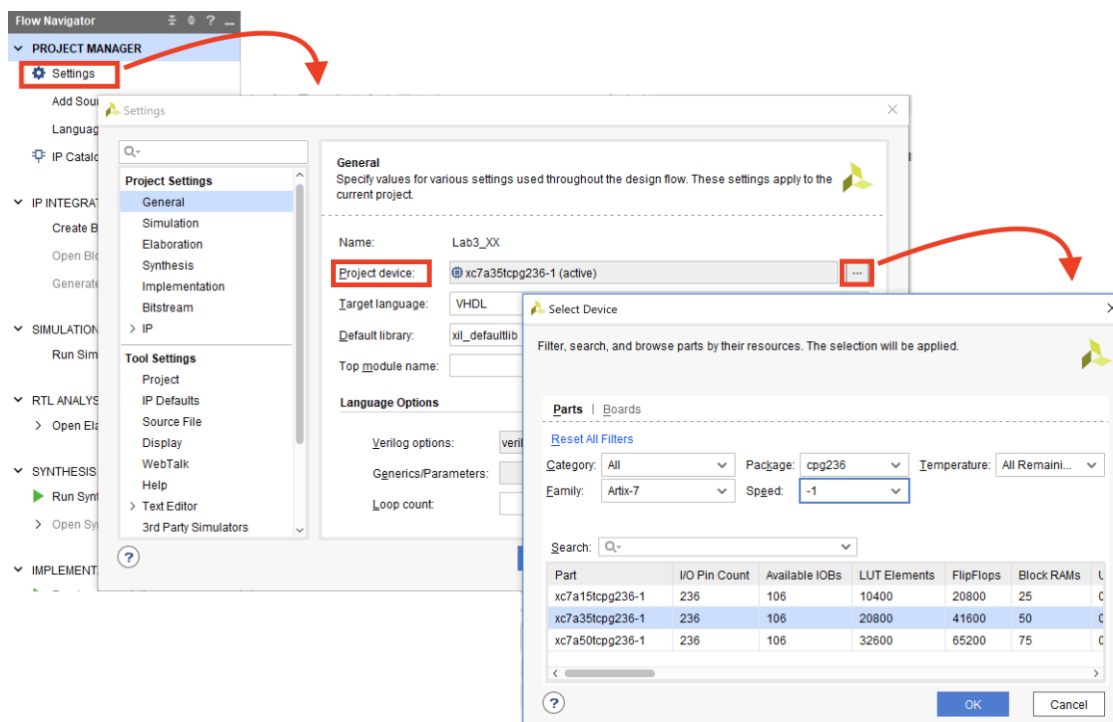 Flow Navigator
PROJECT MANAGER
Settings
Add Sou
Languag
IP Catalo
IP INTEGRAT
Create B
Open Blo
Generate
SIMULATION
Run Sim
RTL ANALYS
Open Ela
SYNTHESIS
Run Synt
Open Sy
IMPLEMENT
Settings
Project Settings
General
Simulation
Elaboration
Synthesis
Implementation
Bitstream
IP
Tool Settings
Project
IP Defaults
Source File
Display
WebTalk
Help
Text Editor
3rd Party Simulators
General
Specify values for various settings used throughout the design flow. These settings apply to the
current project.
Name: Lab3_XX
Project device: xc7a35tcpg236-1 (active) ...
Target language: VHDL
Default library: xil_defaultlib
Top module name:
Language Options
Verilog options: veril
Generics/Parameters:
Loop count:
Select Device
Filter, search, and browse parts by their resources. The selection will be applied.
Parts | Boards
Reset All Filters
Category: All Package: cpg236 Temperature: All Remaini...
Family: Artix-7 Speed: -1
Search:
Part I/O Pin Count Available IOBs LUT Elements FlipFlops Block RAMs U
xc7a15tcpg236-1 236 106 10400 20800 25 0
xc7a35tcpg236-1 236 106 20800 41600 50 0
xc7a50tcpg236-1 236 106 32600 65200 75 0
OK Cancel